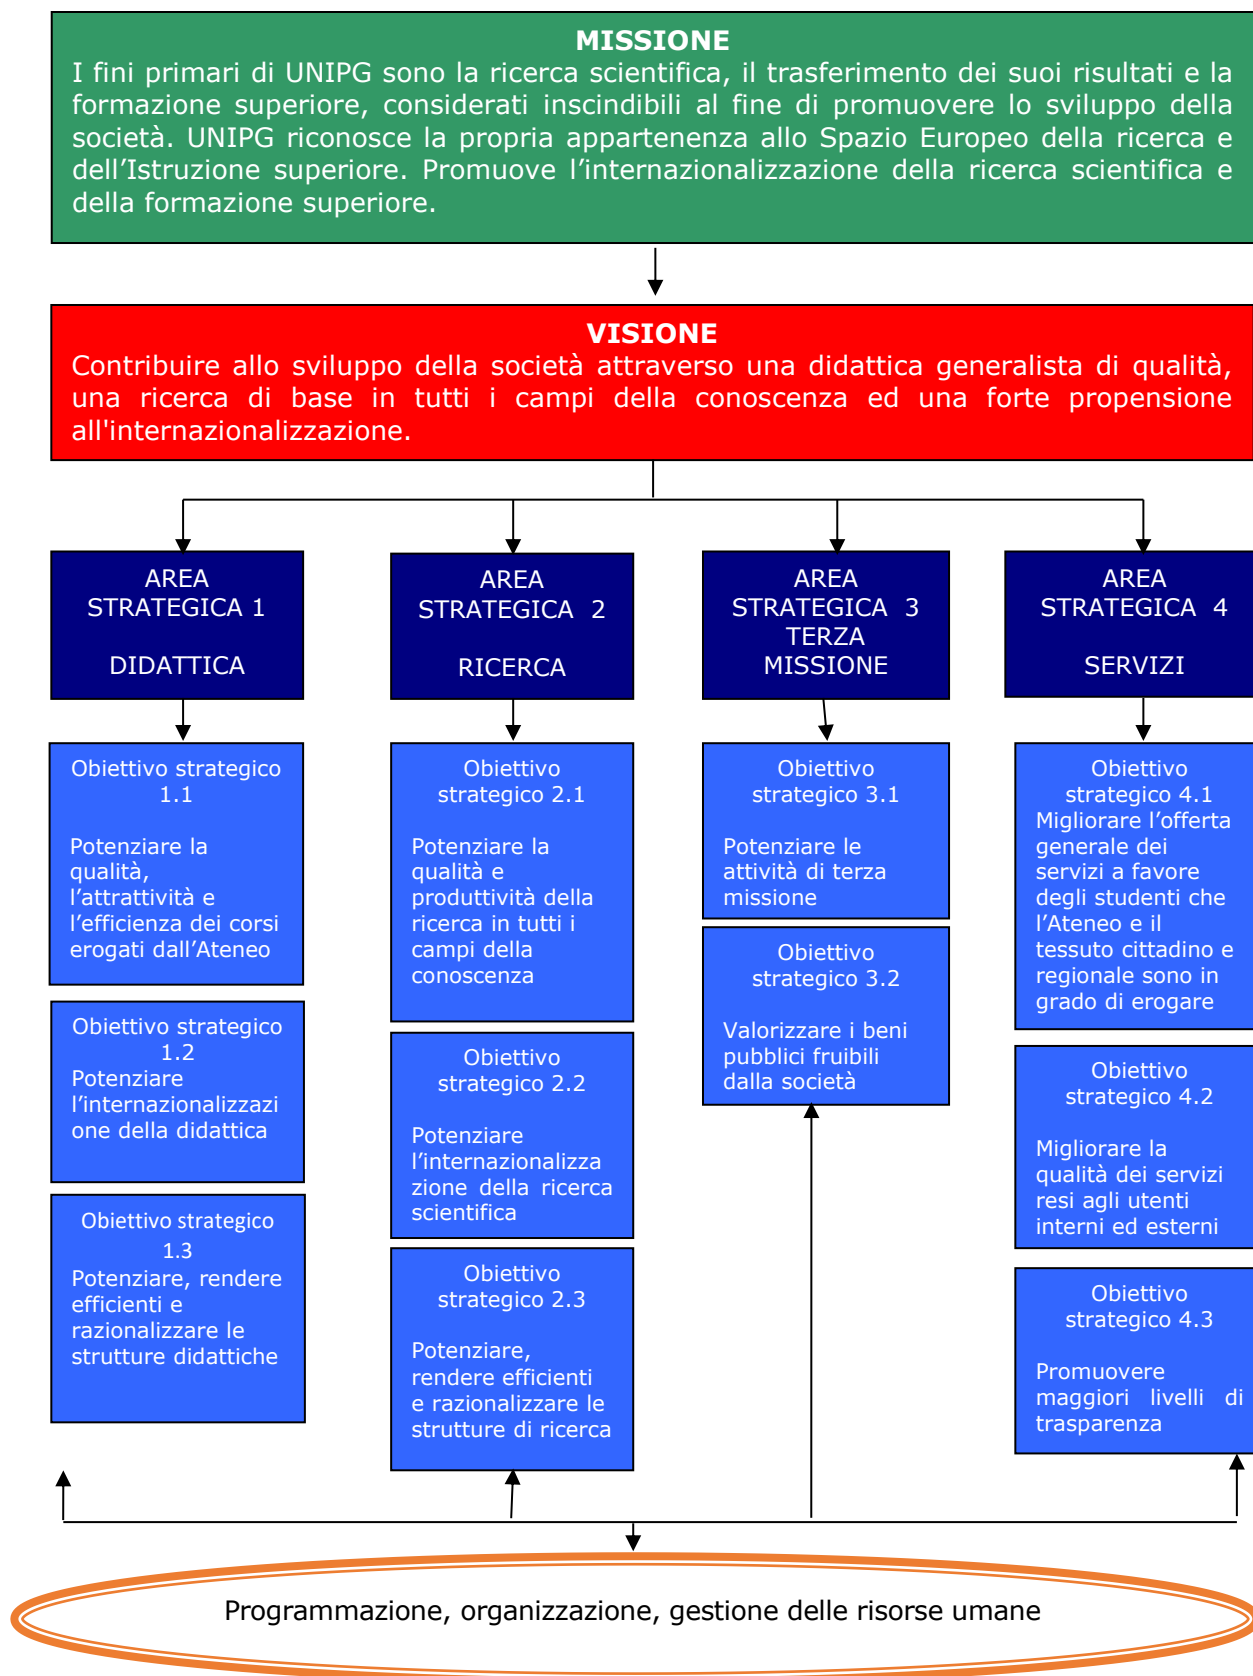 MISSIONE
I fini primari di UNIPG sono la ricerca scientifica, il trasferimento dei suoi risultati e la
formazione superiore, considerati inscindibili al fine di promuovere lo sviluppo della
società. UNIPG riconosce la propria appartenenza allo Spazio Europeo della ricerca e
dell’Istruzione superiore. Promuove l’internazionalizzazione della ricerca scientifica e
della formazione superiore.
VISIONE
Contribuire allo sviluppo della società attraverso una didattica generalista di qualità,
una ricerca di base in tutti i campi della conoscenza ed una forte propensione
all'internazionalizzazione.
AREA
STRATEGICA 1
DIDATTICA
Obiettivo strategico
1.1
Potenziare la
qualità,
l’attrattività e
l’efficienza dei corsi
erogati dall’Ateneo
Obiettivo strategico
1.2
Potenziare
l’internazionalizzazi
one della didattica
Obiettivo strategico
1.3
Potenziare, rendere
efficienti e
razionalizzare le
strutture didattiche
AREA
STRATEGICA 2
RICERCA
Obiettivo
strategico 2.1
Potenziare la
qualità e
produttività della
ricerca in tutti i
campi della
conoscenza
Obiettivo
strategico 2.2
Potenziare
l’internazionalizza
zione della ricerca
scientifica
Obiettivo
strategico 2.3
Potenziare,
rendere efficienti
e razionalizzare le
strutture di ricerca
AREA
STRATEGICA 3
TERZA
MISSIONE
Obiettivo
strategico 3.1
Potenziare le
attività di terza
missione
Obiettivo
strategico 3.2
Valorizzare i beni
pubblici fruibili
dalla società
AREA
STRATEGICA 4
SERVIZI
Obiettivo
strategico 4.1
Migliorare l’offerta
generale dei
servizi a favore
degli studenti che
l’Ateneo e il
tessuto cittadino e
regionale sono in
grado di erogare
Obiettivo
strategico 4.2
Migliorare la
qualità dei servizi
resi agli utenti
interni ed esterni
Obiettivo
strategico 4.3
Promuovere
maggiori livelli di
trasparenza
Programmazione, organizzazione, gestione delle risorse umane